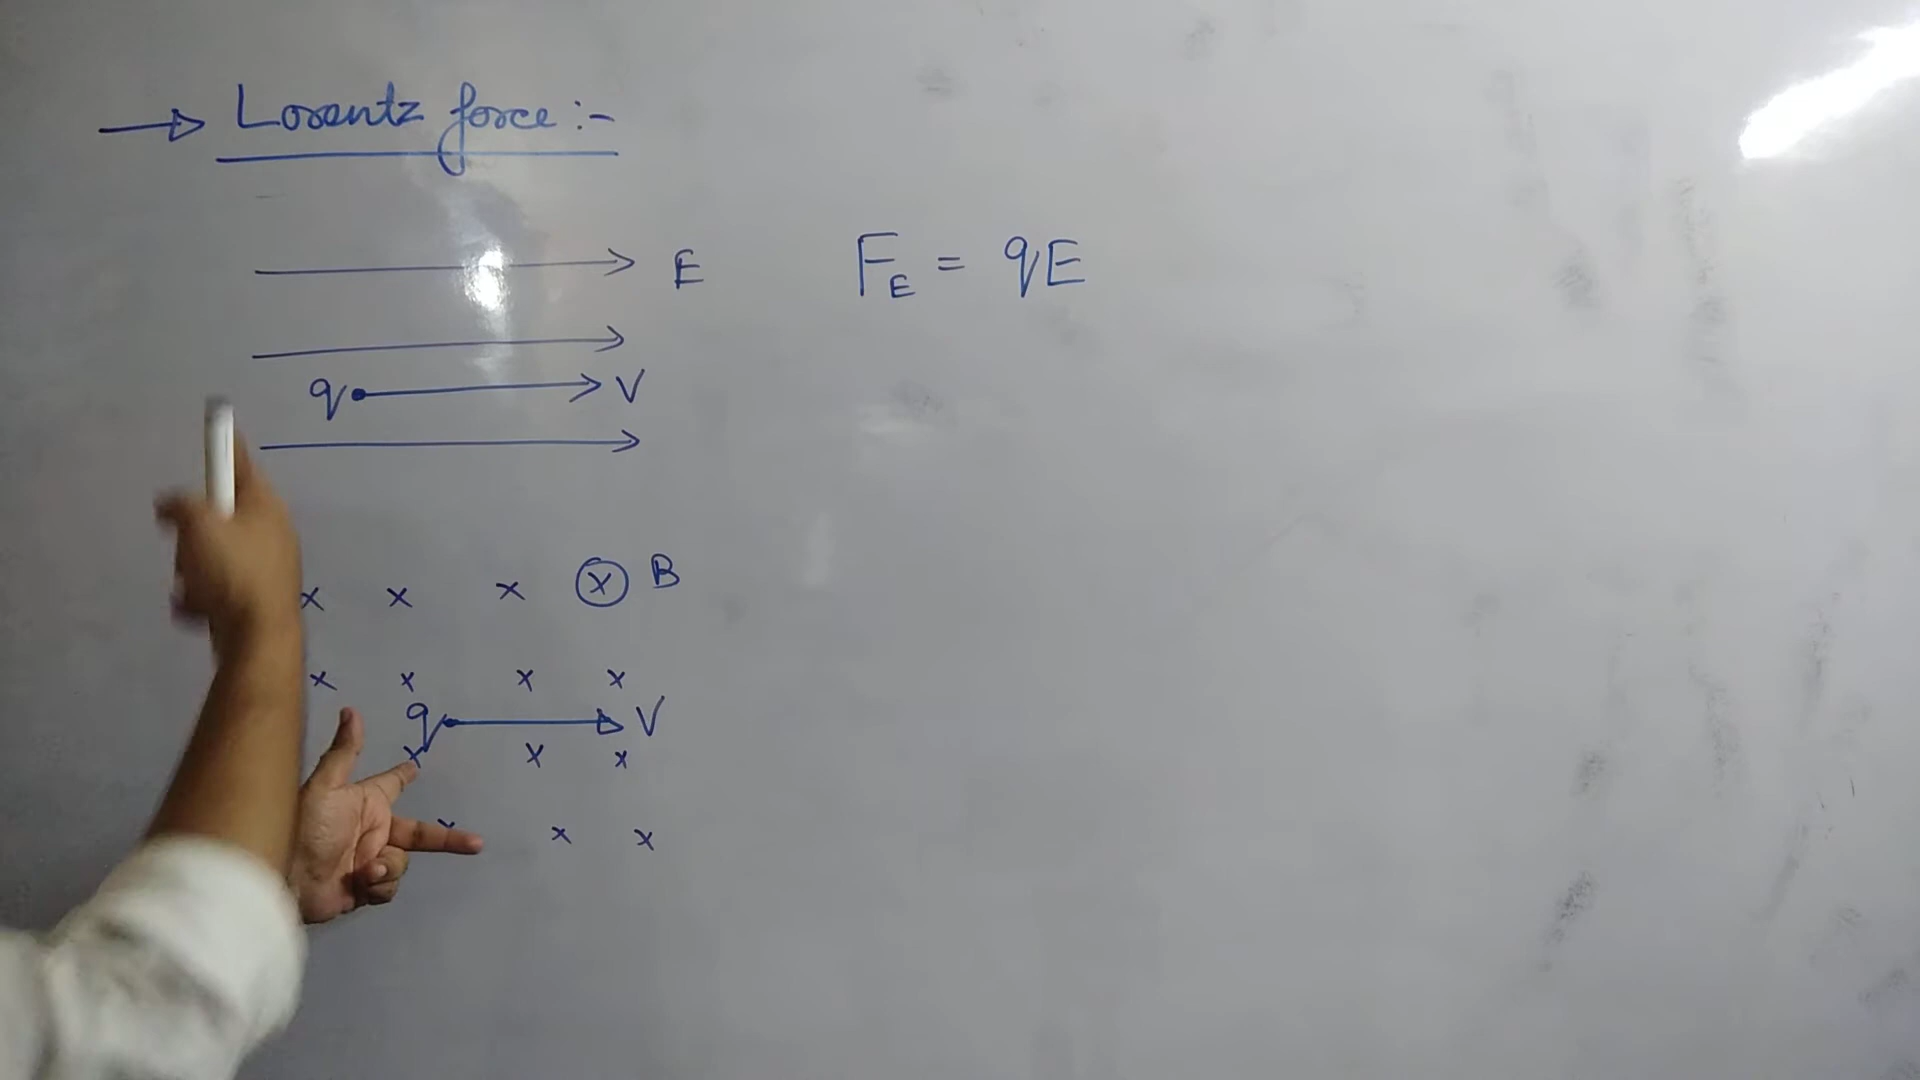 → Lorentz force :-
E
F_E = qE
q V
x x x ⓧ B
x x x x
q V
x x x
x x x